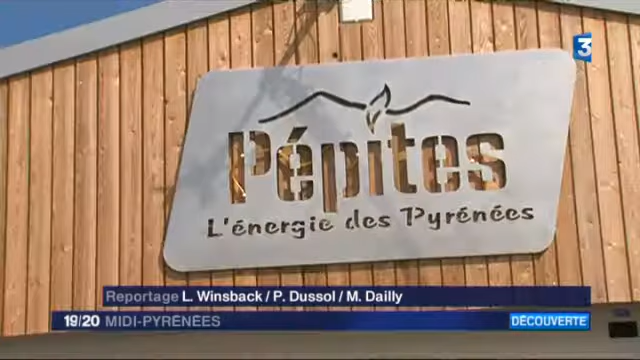 3
Pépites
L'énergie des Pyrénées
Reportage L. Winsback / P. Dussol / M. Dailly
19/20 MIDI-PYRÉNÉES
DÉCOUVERTE